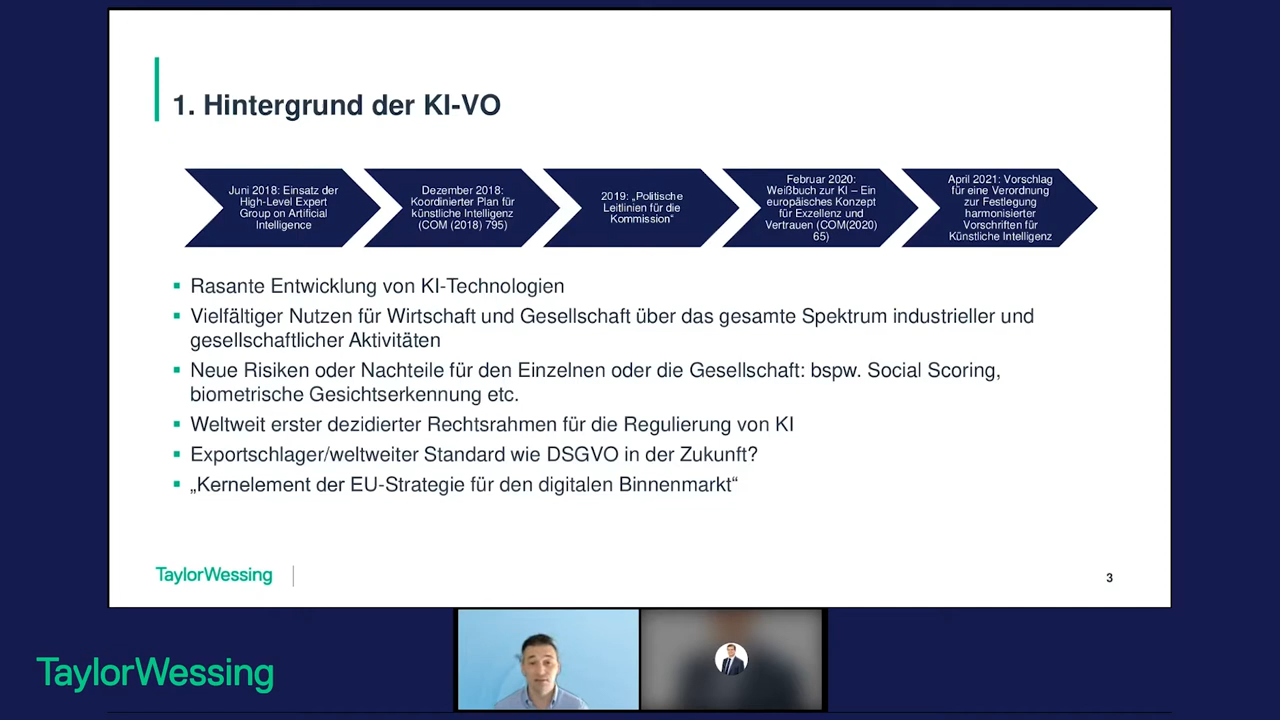 1. Hintergrund der KI-VO
Juni 2018: Einsatz der
High-Level Expert
Group on Artificial
Intelligence
Dezember 2018:
Koordinierter Plan für
künstliche Intelligenz
(COM (2018) 795)
2019: „Politische
Leitlinien für die
Kommission“
Februar 2020:
Weißbuch zur KI – Ein
europäisches Konzept
für Exzellenz und
Vertrauen (COM(2020)
65)
April 2021: Vorschlag
für eine Verordnung
zur Festlegung
harmonisierter
Vorschriften für
Künstliche Intelligenz
▪ Rasante Entwicklung von KI-Technologien
▪ Vielfältiger Nutzen für Wirtschaft und Gesellschaft über das gesamte Spektrum industrieller und
gesellschaftlicher Aktivitäten
▪ Neue Risiken oder Nachteile für den Einzelnen oder die Gesellschaft: bspw. Social Scoring,
biometrische Gesichtserkennung etc.
▪ Weltweit erster dezidierter Rechtsrahmen für die Regulierung von KI
▪ Exportschlager/weltweiter Standard wie DSGVO in der Zukunft?
▪ „Kernelement der EU-Strategie für den digitalen Binnenmarkt“
TaylorWessing
3
TaylorWessing